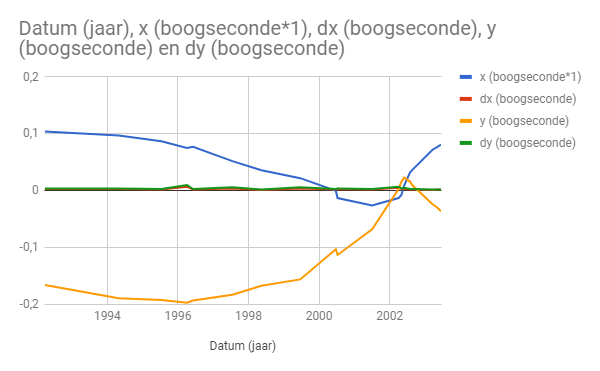 Datum (jaar), x (boogseconde*1), dx (boogseconde), y
(boogseconde) en dy (boogseconde)
0,2
0,1
0
-0,1
-0,2
1994
1996
1998
2000
2002
Datum (jaar)
x (boogseconde*1)
dx (boogseconde)
y (boogseconde)
dy (boogseconde)